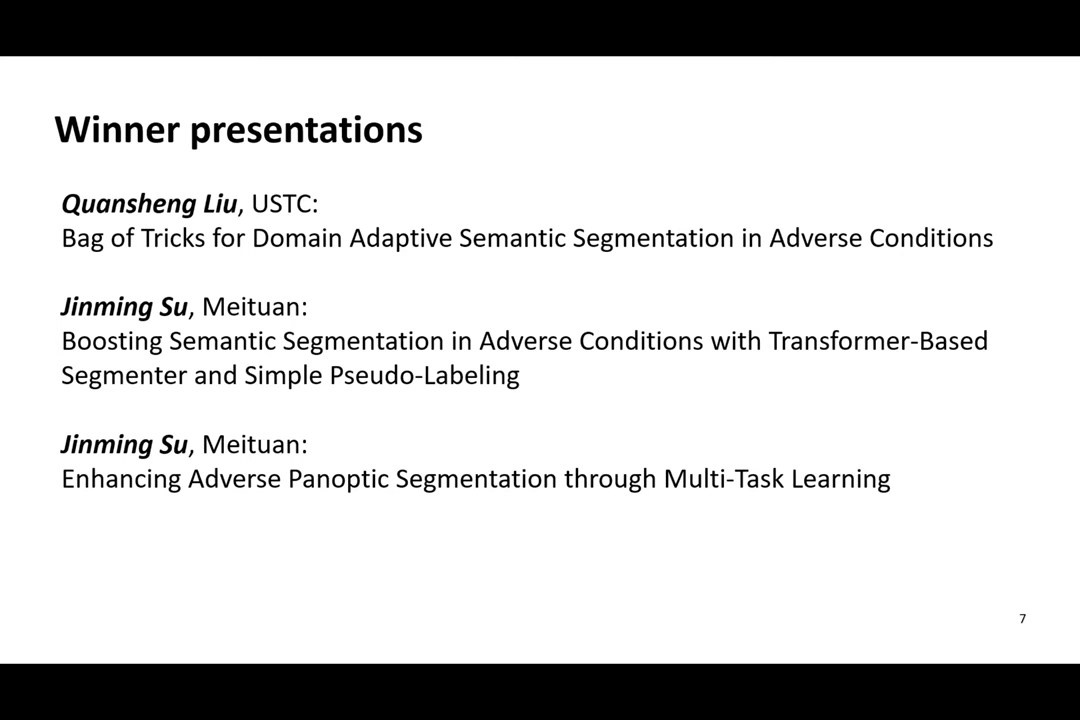 Winner presentations
Quansheng Liu, USTC:
Bag of Tricks for Domain Adaptive Semantic Segmentation in Adverse Conditions
Jinming Su, Meituan:
Boosting Semantic Segmentation in Adverse Conditions with Transformer-Based
Segmenter and Simple Pseudo-Labeling
Jinming Su, Meituan:
Enhancing Adverse Panoptic Segmentation through Multi-Task Learning
7